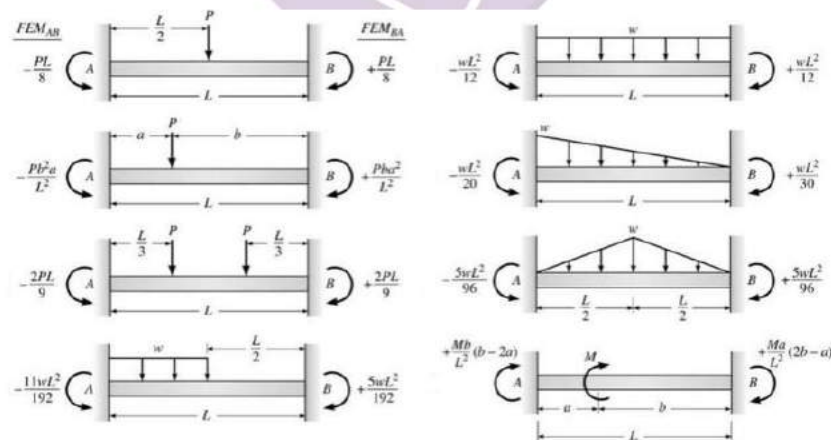 FEM_AB L/2 P FEM_BA
-PL/8 A B +PL/8
L
P
a b
-Pb²a/L² A B +Pba²/L²
L
L/3 P P L/3
-2PL/9 A B +2PL/9
L
w L/2
-11wL²/192 A B +5wL²/192
L
w
-wL²/12 A B +wL²/12
L
w
-wL²/20 A B +wL²/30
L
w
-5wL²/96 A B +5wL²/96
L/2 L/2
+Mb/L²(b-2a) M +Ma/L²(2b-a)
A B
a b
L